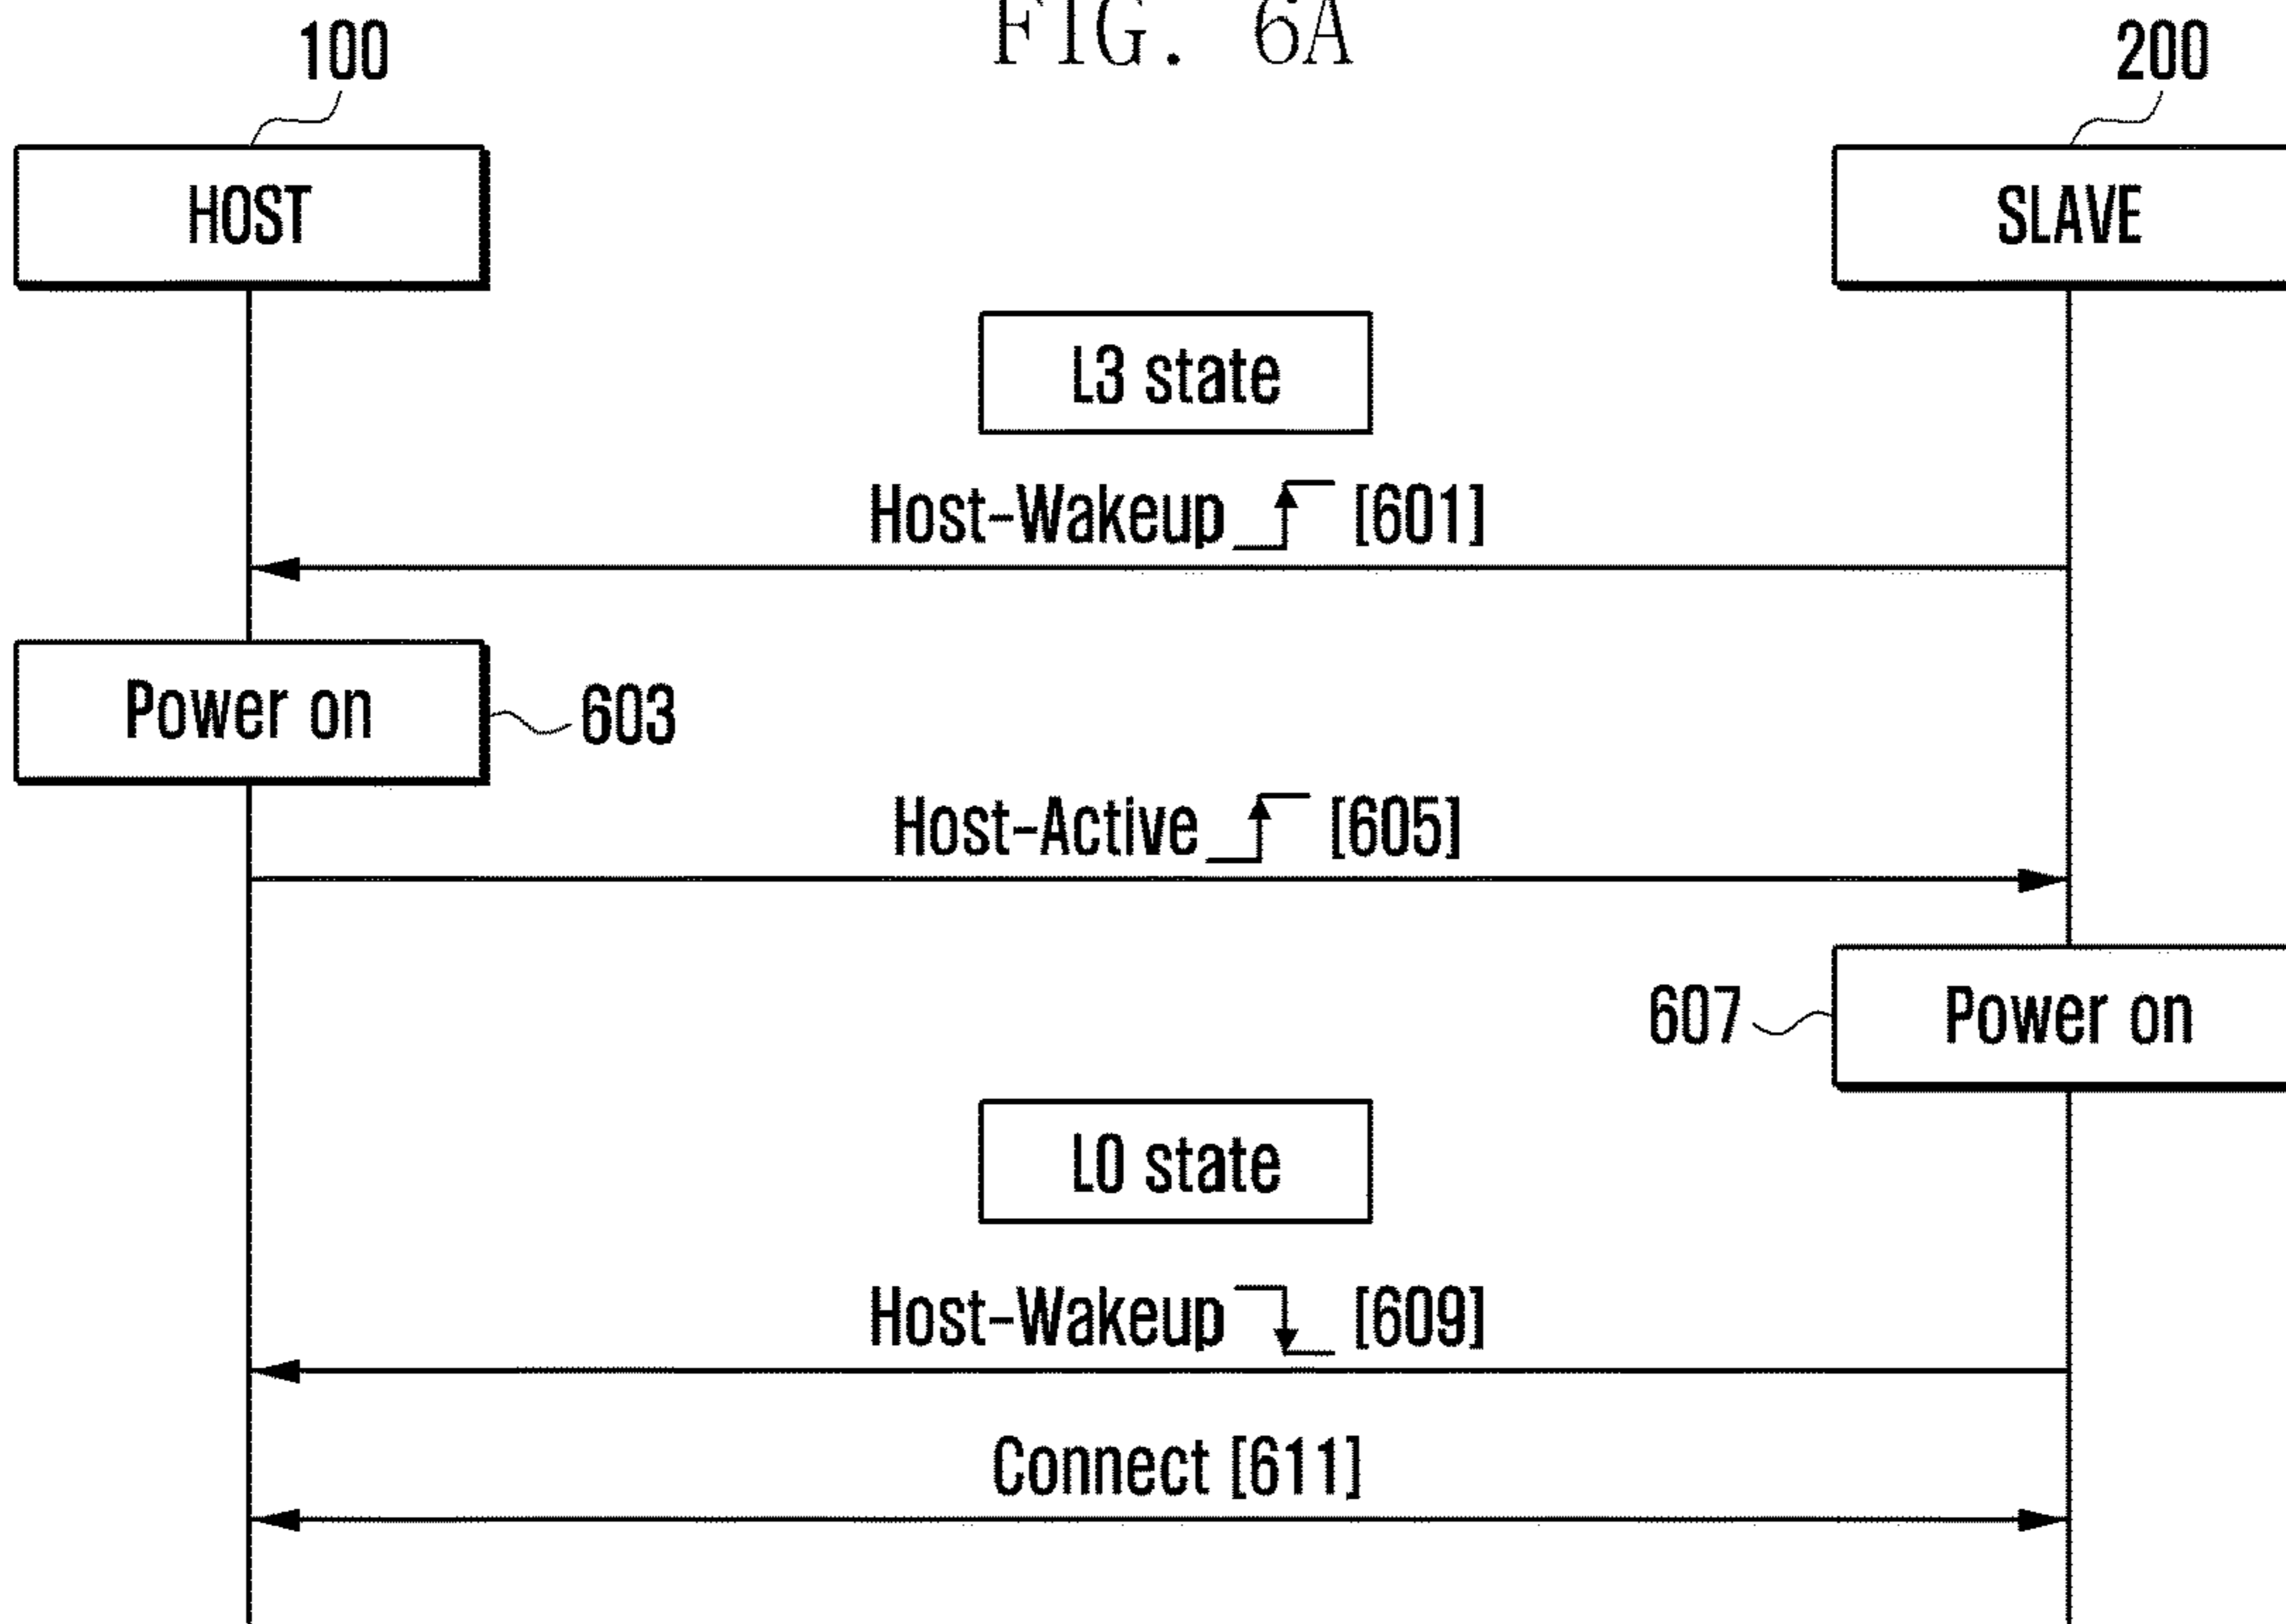 FIG. 6A
100
200
HOST
SLAVE
L3 state
Host-Wakeup [601]
Power on
603
Host-Active [605]
607
Power on
L0 state
Host-Wakeup [609]
Connect [611]